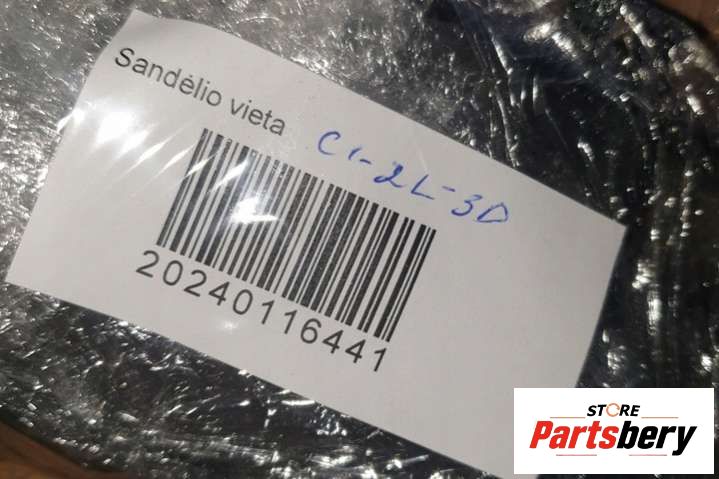 Sandėlio vieta C1-2L-3D
20240116441
STORE
Partsbery